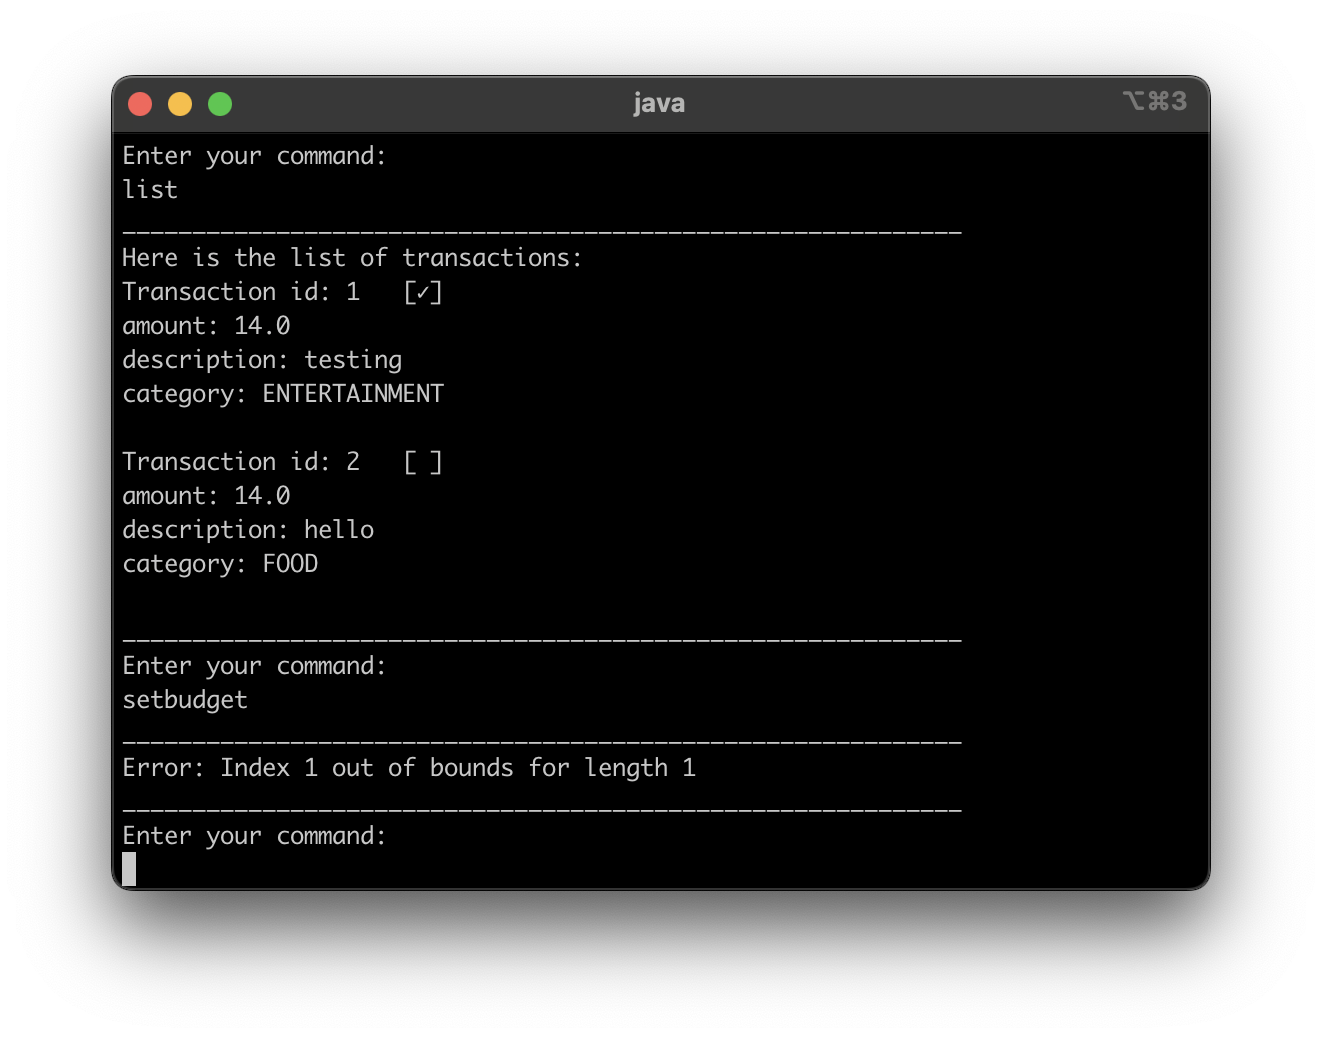 java
⌥⌘3
Enter your command:
list
____________________________________________________________
Here is the list of transactions:
Transaction id: 1   [✓]
amount: 14.0
description: testing
category: ENTERTAINMENT

Transaction id: 2   [ ]
amount: 14.0
description: hello
category: FOOD

____________________________________________________________
Enter your command:
setbudget
____________________________________________________________
Error: Index 1 out of bounds for length 1
____________________________________________________________
Enter your command: